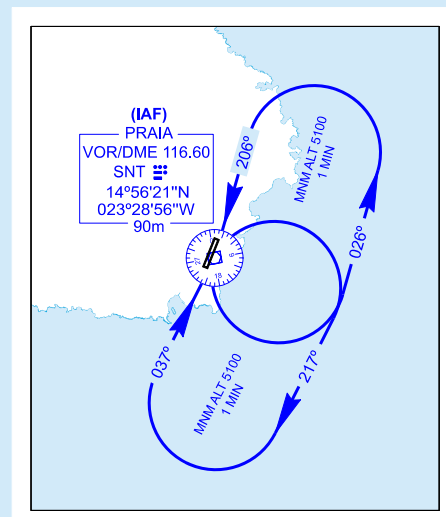 (IAF)
PRAIA
VOR/DME 116.60
SNT
14°56'21"N
023°28'56"W
90m
206°
MNM ALT 5100
1 MIN
026°
037°
MNM ALT 5100
1 MIN
217°
18